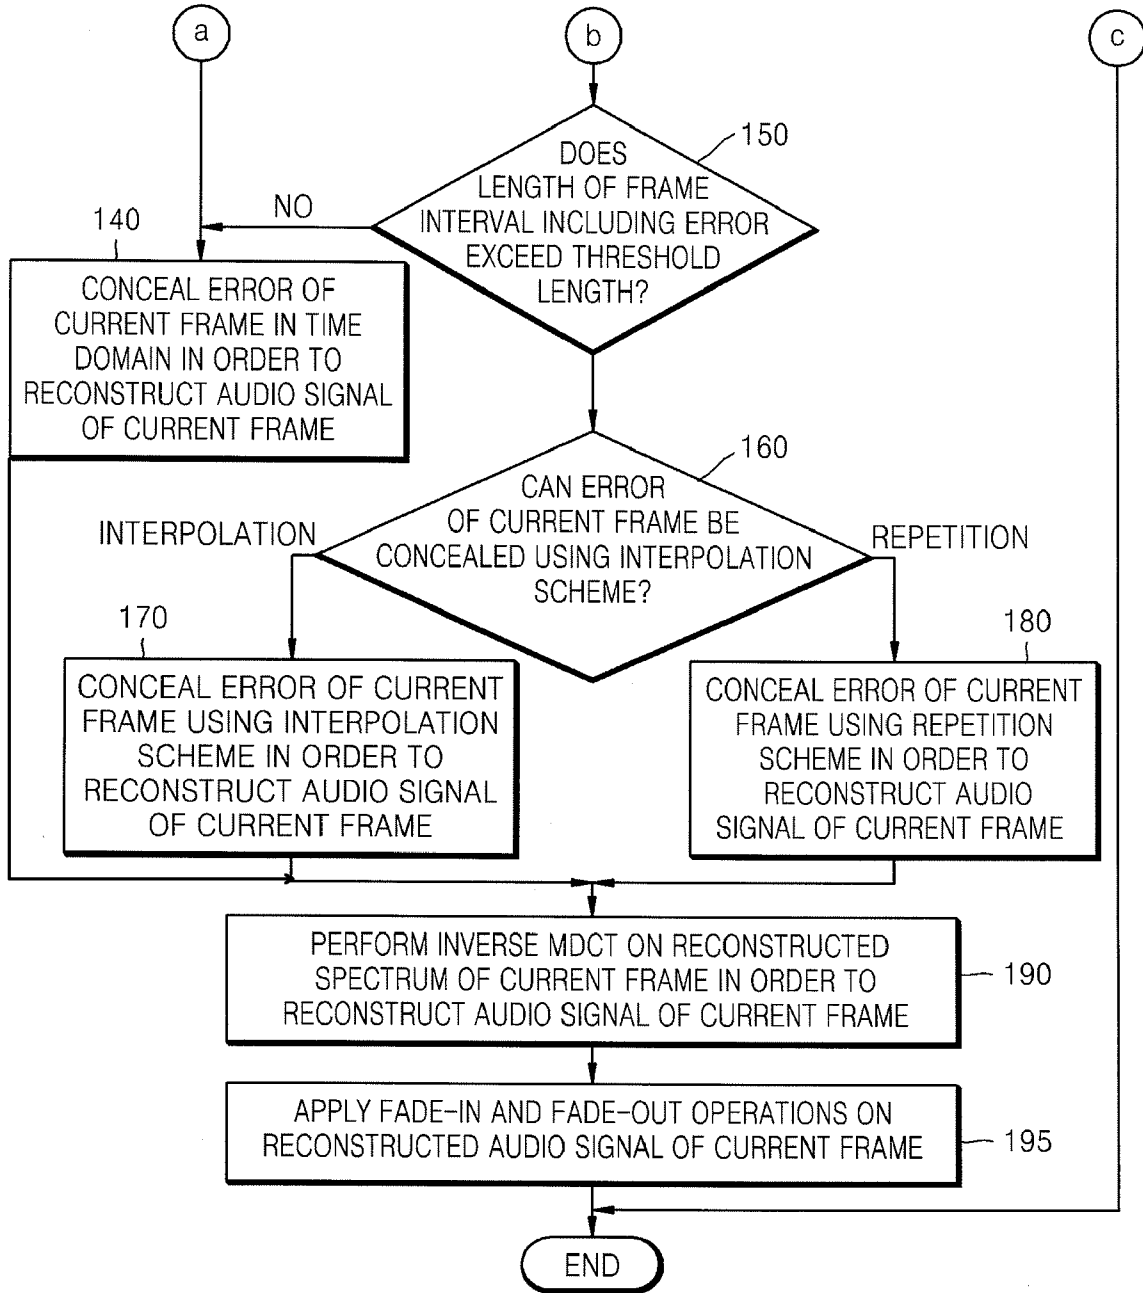 a
b
c
150
DOES
LENGTH OF FRAME
INTERVAL INCLUDING ERROR
EXCEED THRESHOLD
LENGTH?
NO
140
CONCEAL ERROR OF
CURRENT FRAME IN TIME
DOMAIN IN ORDER TO
RECONSTRUCT AUDIO SIGNAL
OF CURRENT FRAME
160
CAN ERROR
OF CURRENT FRAME BE
CONCEALED USING INTERPOLATION
SCHEME?
INTERPOLATION
REPETITION
170
CONCEAL ERROR OF CURRENT
FRAME USING INTERPOLATION
SCHEME IN ORDER TO
RECONSTRUCT AUDIO SIGNAL
OF CURRENT FRAME
180
CONCEAL ERROR OF CURRENT
FRAME USING REPETITION
SCHEME IN ORDER TO
RECONSTRUCT AUDIO
SIGNAL OF CURRENT FRAME
PERFORM INVERSE MDCT ON RECONSTRUCTED
SPECTRUM OF CURRENT FRAME IN ORDER TO
RECONSTRUCT AUDIO SIGNAL OF CURRENT FRAME
190
APPLY FADE-IN AND FADE-OUT OPERATIONS ON
RECONSTRUCTED AUDIO SIGNAL OF CURRENT FRAME
195
END